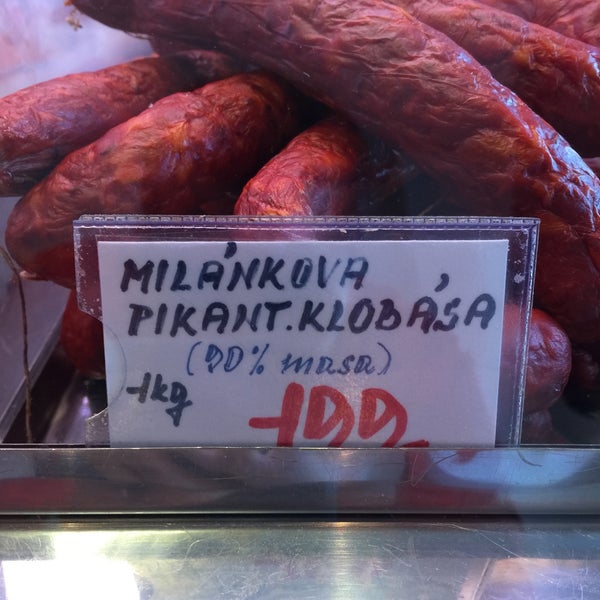 MILÁNKOVA
PIKANT. KLOBÁSA
(90% masa)
1kg
199